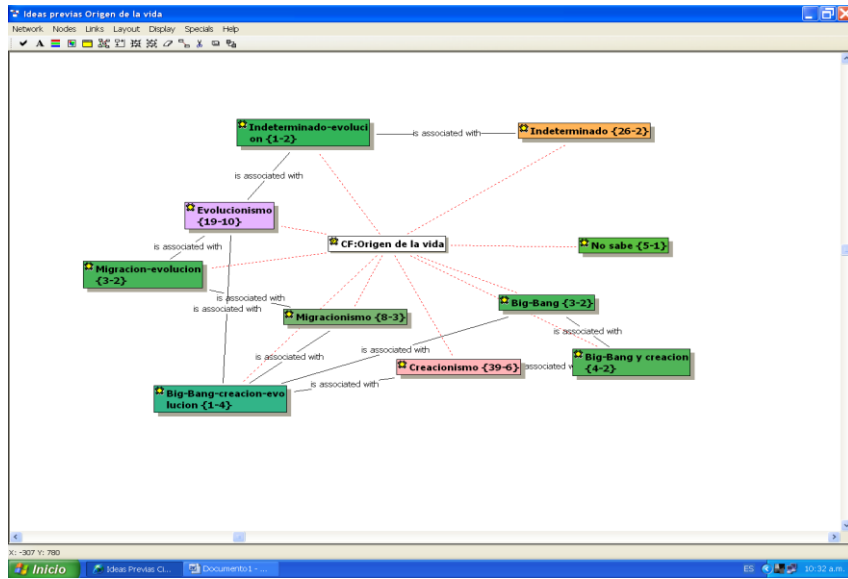 Ideas previas Origen de la vida
Network Nodes Links Layout Display Specials Help
A
Indeterminado-evoluci
on {1-2}
is associated with
Indeterminado {26-2}
is associated with
Evolucionismo
{19-10}
CF:Origen de la vida
No sabe {5-1}
is associated with
Migracion-evolucion
{3-2}
is associated with
is associated with
Big-Bang {3-2}
Migracionismo {8-3}
is associated with
is associated with
is associated with
Big-Bang y creacion
{4-2}
Creacionismo {39-6}
associated
is associated with
Big-Bang-creacion-evo
lucion {1-4}
X: -307 Y: 780
Inicio
Ideas Previas Ci...
Documento1 - ...
ES
10:32 a.m.